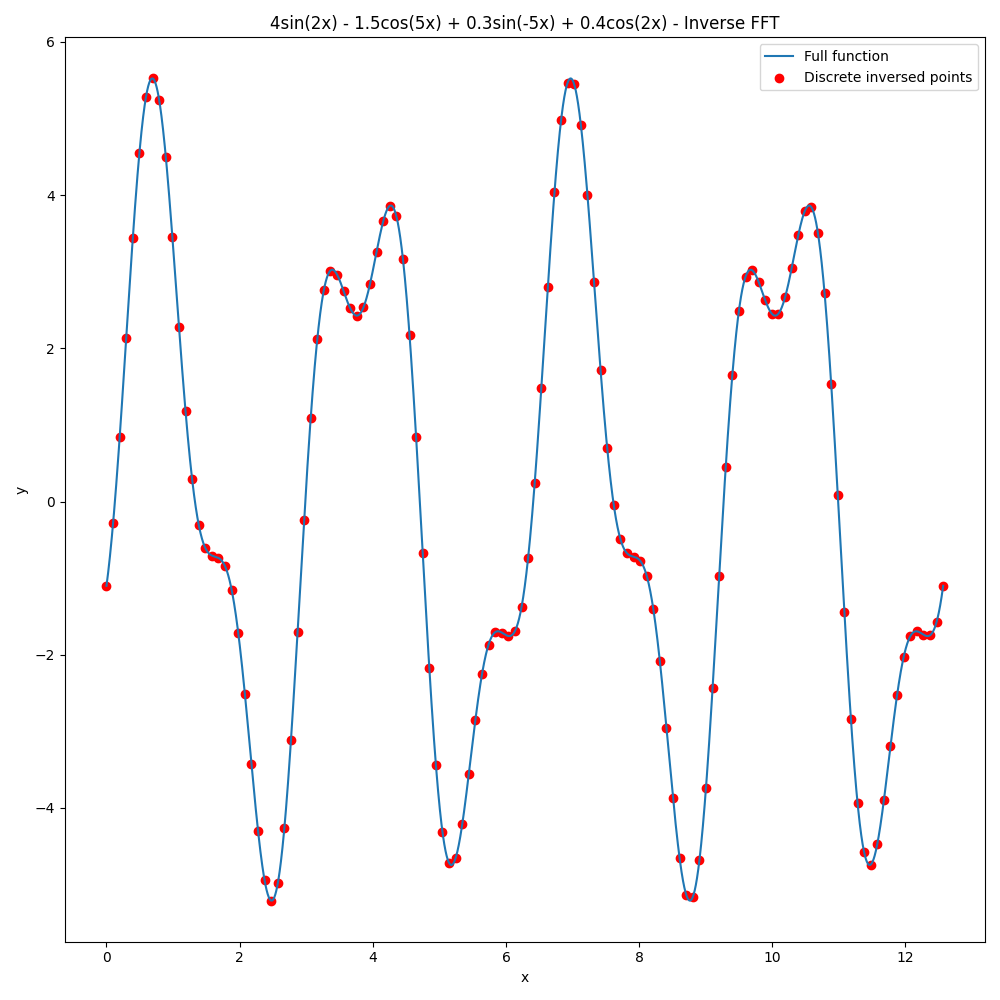 4sin(2x) - 1.5cos(5x) + 0.3sin(-5x) + 0.4cos(2x) - Inverse FFT
Full function
Discrete inversed points
6
4
2
0
−2
−4
y
0 2 4 6 8 10 12
x